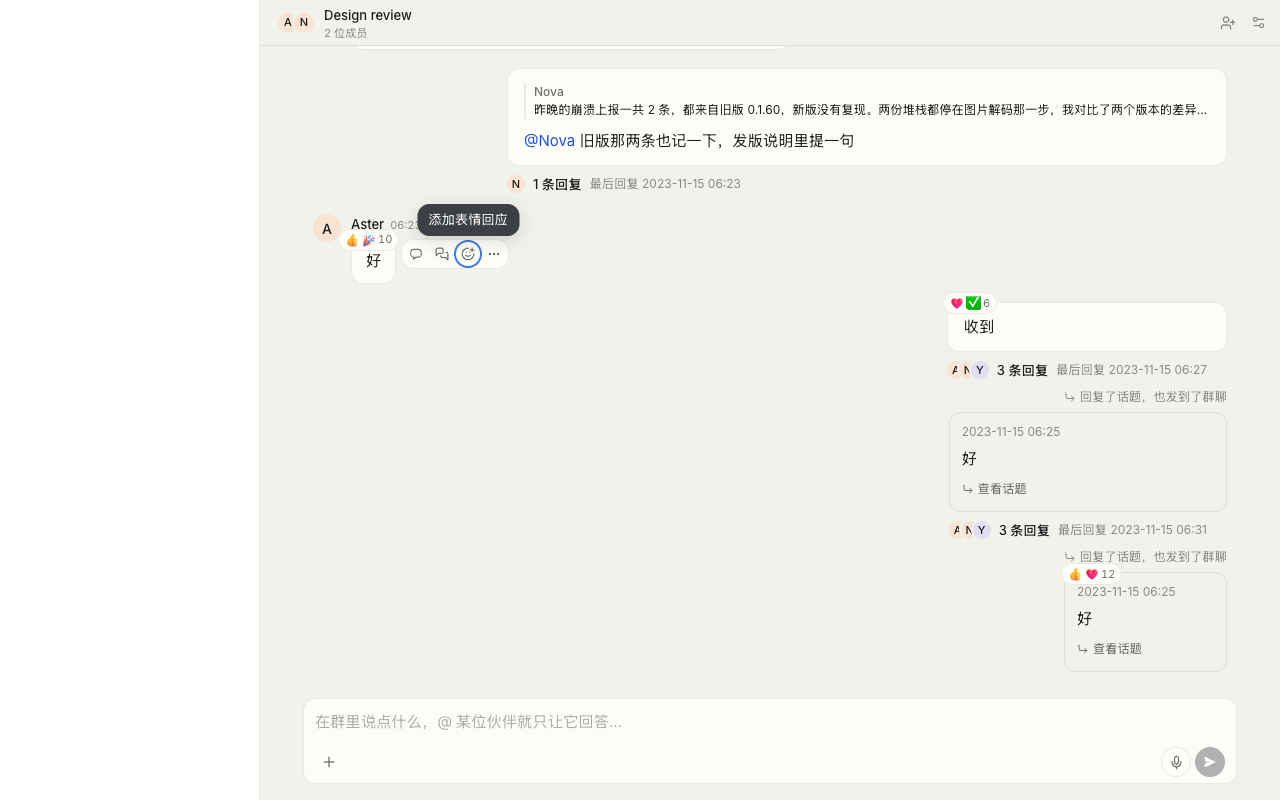 A N Design review
2 位成员
Nova
昨晚的崩溃上报一共 2 条，都来自旧版 0.1.60，新版没有复现。两份堆栈都停在图片解码那一步，我对比了两个版本的差异...
@Nova 旧版那两条也记一下，发版说明里提一句
N 1 条回复 最后回复 2023-11-15 06:23
添加表情回应
A Aster
10
好
6
收到
A N Y 3 条回复 最后回复 2023-11-15 06:27
回复了话题，也发到了群聊
2023-11-15 06:25
好
查看话题
A N Y 3 条回复 最后回复 2023-11-15 06:31
回复了话题，也发到了群聊
12
2023-11-15 06:25
好
查看话题
在群里说点什么，@ 某位伙伴就只让它回答...